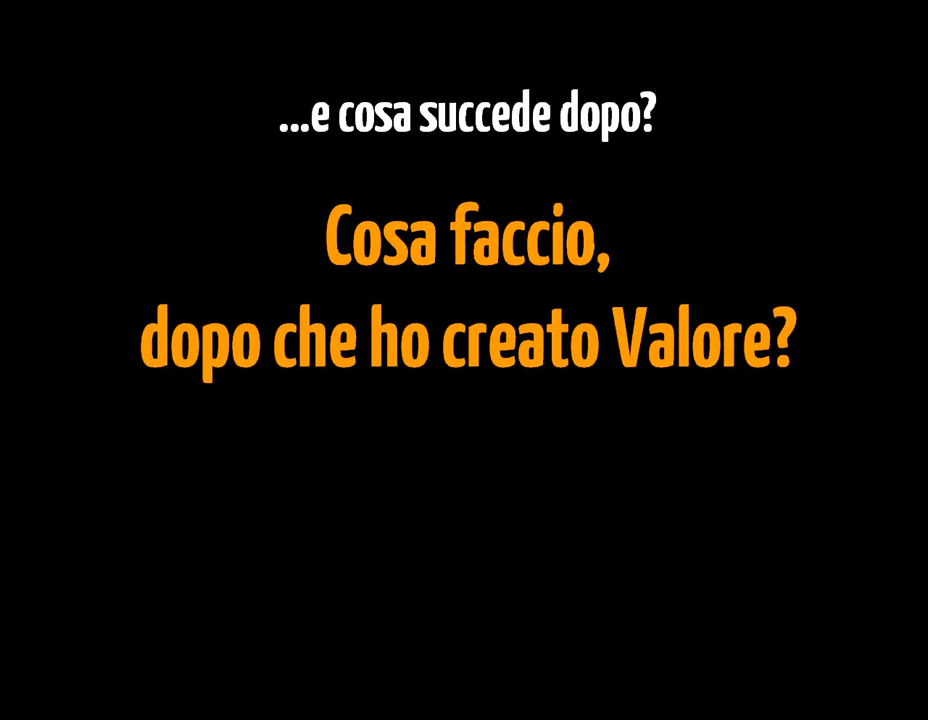 ...e cosa succede dopo?
Cosa faccio,
dopo che ho creato Valore?